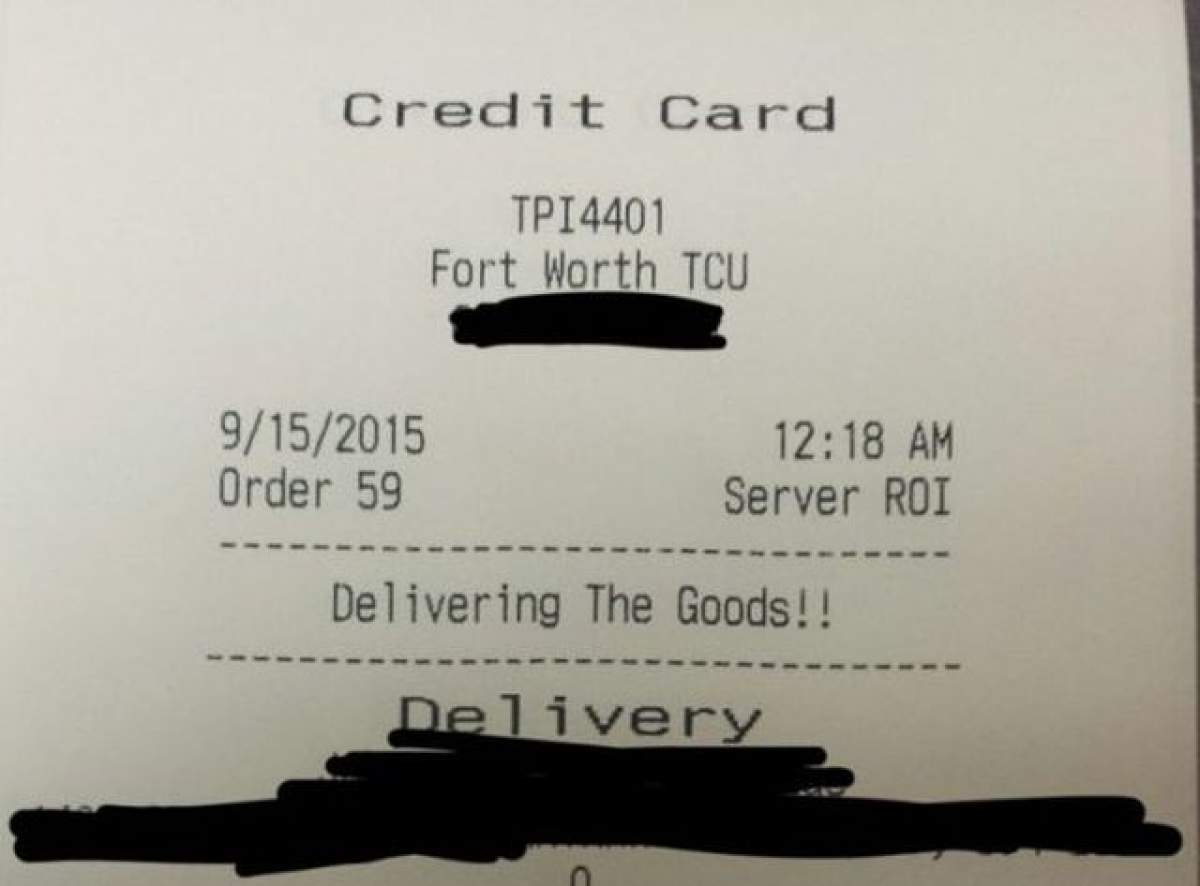 Credit Card
TPI4401
Fort Worth TCU
9/15/2015 12:18 AM
Order 59 Server ROI
Delivering The Goods!!
Delivery